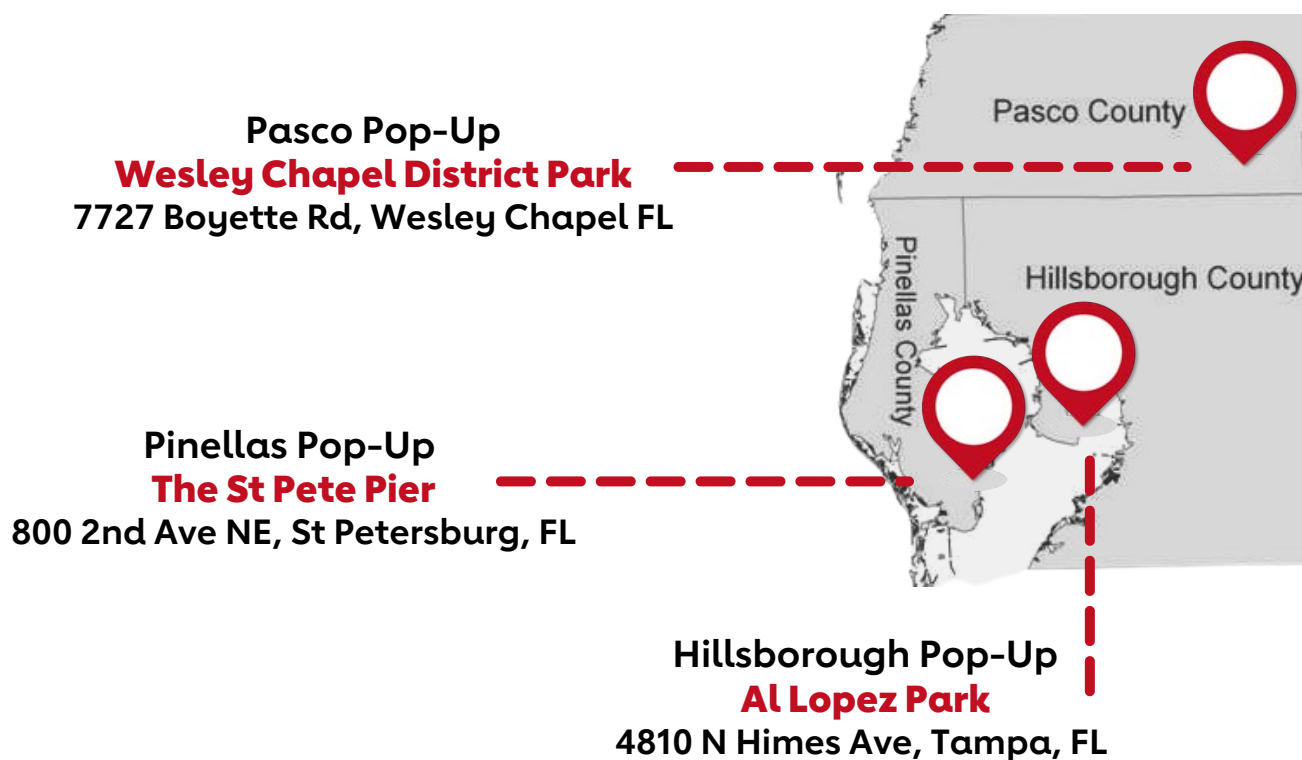 Pasco Pop-Up
Wesley Chapel District Park
7727 Boyette Rd, Wesley Chapel FL
Pasco County
Pinellas County
Hillsborough County
Pinellas Pop-Up
The St Pete Pier
800 2nd Ave NE, St Petersburg, FL
Hillsborough Pop-Up
Al Lopez Park
4810 N Himes Ave, Tampa, FL